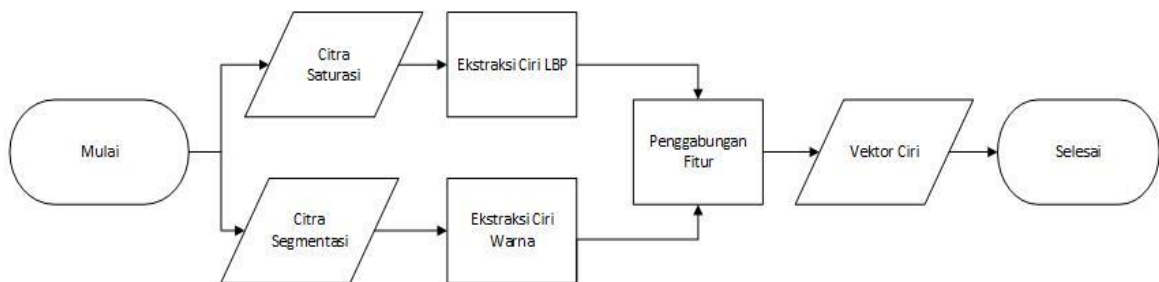 Mulai
Citra
Saturasi
Ekstraksi Ciri LBP
Citra
Segmentasi
Ekstraksi Ciri
Warna
Penggabungan
Fitur
Vektor Ciri
Selesai